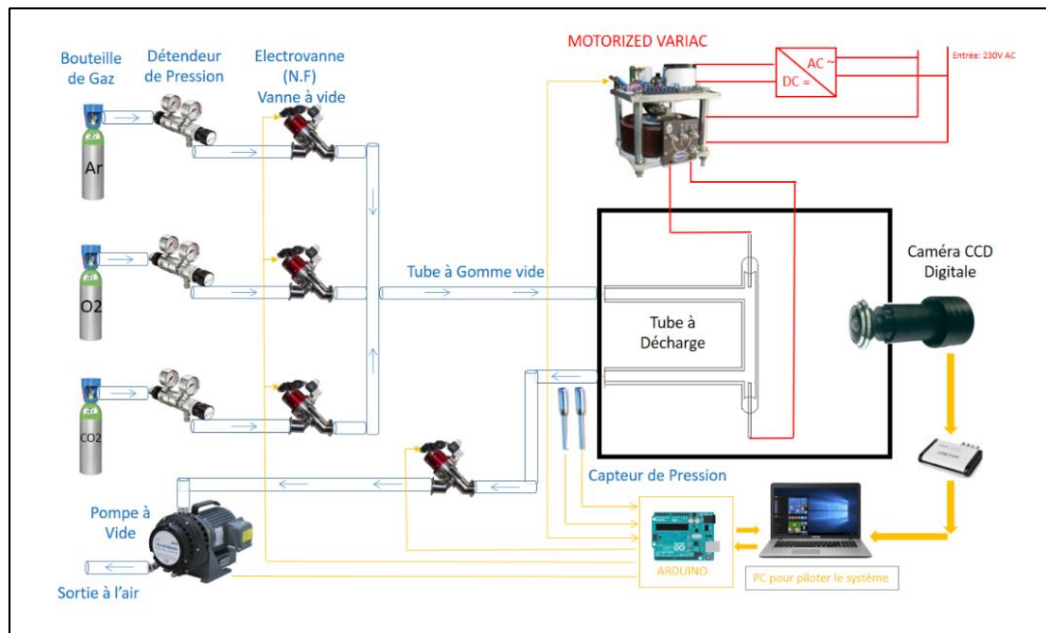 Bouteille
de Gaz
Détendeur
de Pression
Electrovanne
(N.F)
Vanne à vide
MOTORIZED VARIAC
AC ~
DC =
Entrée: 230V AC
Ar
O2
CO2
Tube à Gomme vide
Tube à
Décharge
Caméra CCD
Digitale
Capteur de Pression
Pompe à
Vide
Sortie à l'air
ARDUINO
PC pour piloter le système